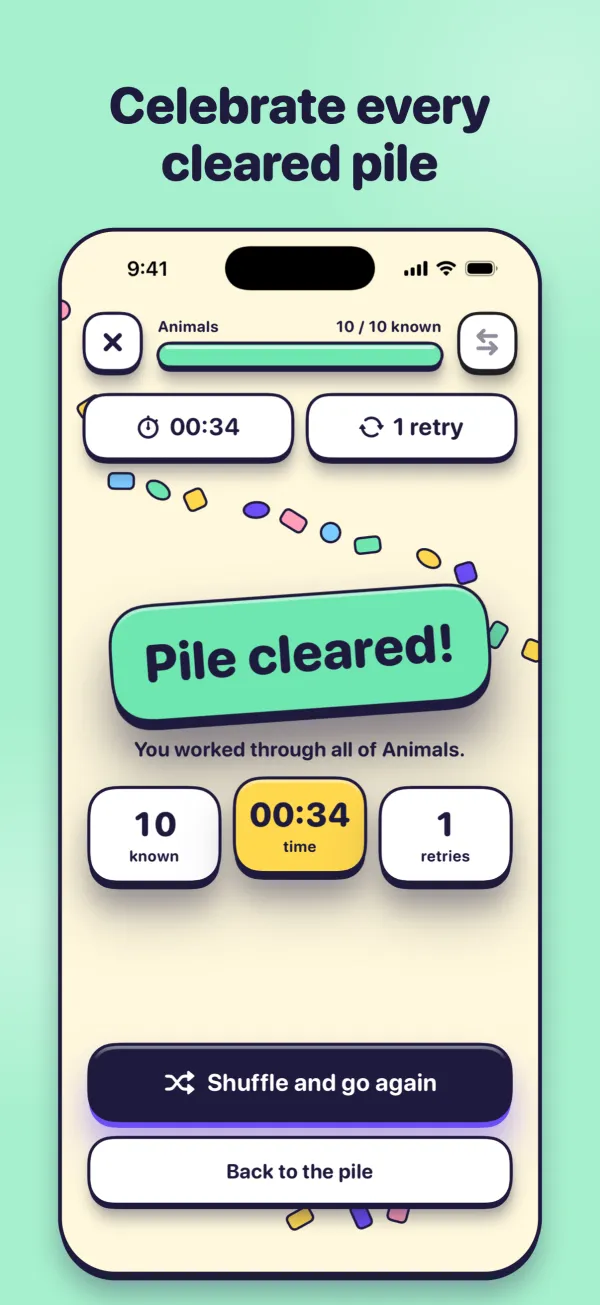 Celebrate every
cleared pile
9:41
Animals
10 / 10 known
00:34
1 retry
Pile cleared!
You worked through all of Animals.
10
known
00:34
time
1
retries
Shuffle and go again
Back to the pile